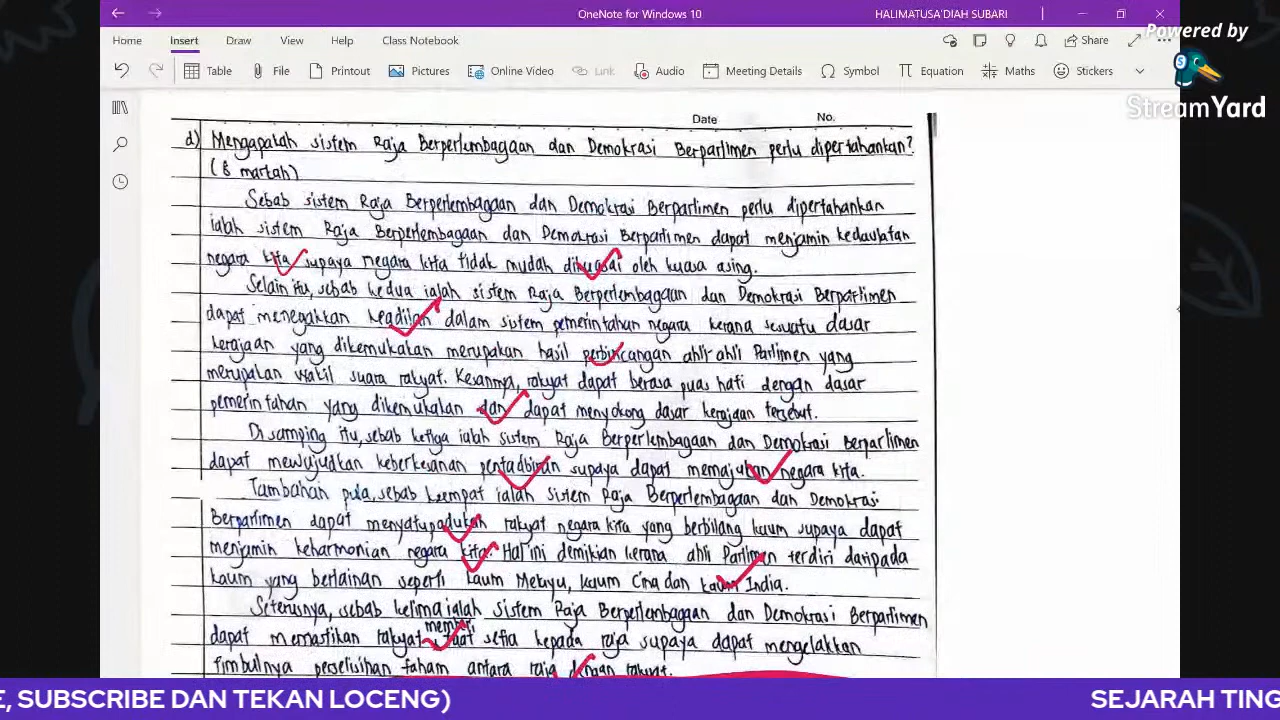 OneNote for Windows 10
HALIMATUSA'DIAH SUBARI
Powered by
StreamYard
Home Insert Draw View Help Class Notebook
Share
Table File Printout Pictures Online Video Link Audio Meeting Details Symbol Equation Maths Stickers
Date No.
d) Mengapakah sistem Raja Berperlembagaan dan Demokrasi Berparlimen perlu dipertahankan?
(8 markah)
Sebab sistem Raja Berperlembagaan dan Demokrasi Berparlimen perlu dipertahankan
ialah sistem Raja Berperlembagaan dan Demokrasi Berparlimen dapat menjamin kedaulatan
negara kita supaya negara kita tidak mudah dikuasai oleh kuasa asing.
Selain itu, sebab kedua ialah sistem Raja Berperlembagaan dan Demokrasi Berparlimen
dapat menegakkan keadilan dalam sistem pemerintahan negara kerana sesuatu dasar
kerajaan yang dikemukakan merupakan hasil perbincangan ahli-ahli Parlimen yang
merupakan wakil suara rakyat. Kesannya, rakyat dapat berasa puas hati dengan dasar
pemerintahan yang dikemukakan dan dapat menyokong dasar kerajaan tersebut.
Di samping itu, sebab ketiga ialah sistem Raja Berperlembagaan dan Demokrasi Berparlimen
dapat mewujudkan keberkesanan pentadbiran supaya dapat memajukan negara kita.
Tambahan pula, sebab keempat ialah sistem Raja Berperlembagaan dan Demokrasi
Berparlimen dapat menyatupadukan rakyat negara kita yang berbilang kaum supaya dapat
menjamin keharmonian negara kita. Hal ini demikian kerana ahli Parlimen terdiri daripada
kaum yang berlainan seperti kaum Melayu, kaum Cina dan kaum India.
Seterusnya, sebab kelima ialah sistem Raja Berperlembagaan dan Demokrasi Berparlimen
dapat memastikan rakyat taat setia kepada raja supaya dapat mengelakkan
timbulnya perselisihan faham antara raja dengan rakyat.
E, SUBSCRIBE DAN TEKAN LOCENG)
SEJARAH TING